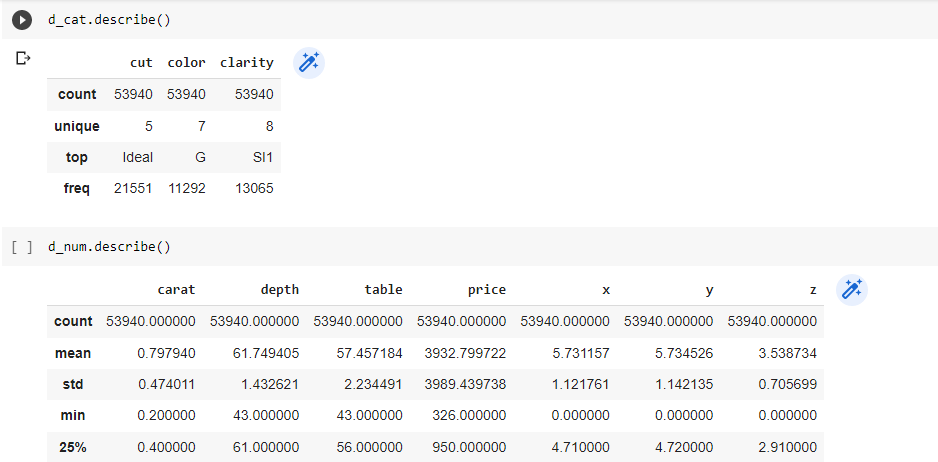 d_cat.describe()
cut color clarity
count 53940 53940 53940
unique 5 7 8
top Ideal G SI1
freq 21551 11292 13065
[ ] d_num.describe()
carat depth table price x y z
count 53940.000000 53940.000000 53940.000000 53940.000000 53940.000000 53940.000000 53940.000000
mean 0.797940 61.749405 57.457184 3932.799722 5.731157 5.734526 3.538734
std 0.474011 1.432621 2.234491 3989.439738 1.121761 1.142135 0.705699
min 0.200000 43.000000 43.000000 326.000000 0.000000 0.000000 0.000000
25% 0.400000 61.000000 56.000000 950.000000 4.710000 4.720000 2.910000